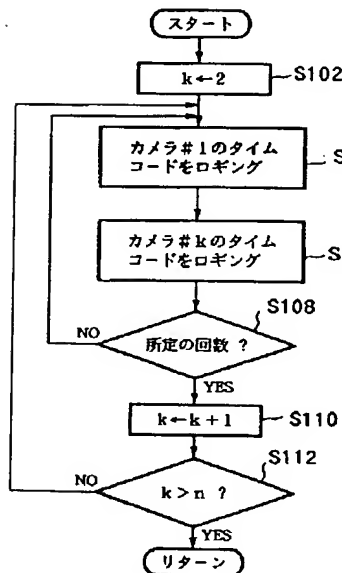 スタート
k←2
S102
カメラ#1のタイム
コードをロギング
S
カメラ#kのタイム
コードをロギング
S
S108
所定の回数 ?
NO
YES
k←k+1
S110
S112
k>n ?
NO
YES
リターン